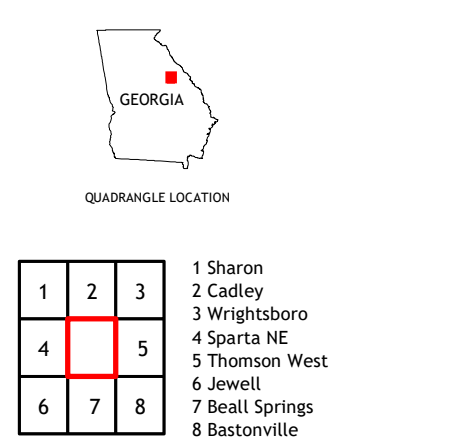 GEORGIA
QUADRANGLE LOCATION
1 2 3
4 5
6 7 8
1 Sharon
2 Cadley
3 Wrightsboro
4 Sparta NE
5 Thomson West
6 Jewell
7 Beall Springs
8 Bastonville